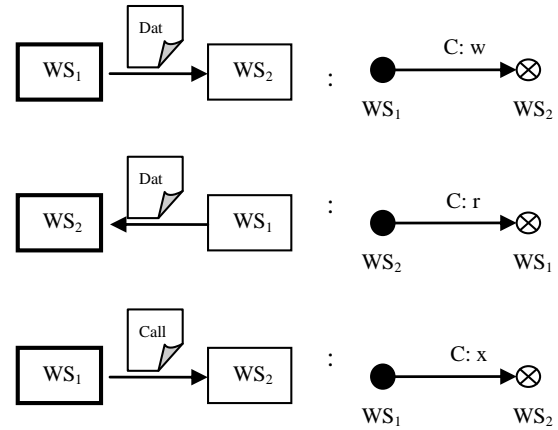 Dat
WS₁ WS₂ : C: w
WS₁ WS₂
Dat
WS₂ WS₁ : C: r
WS₂ WS₁
Call
WS₁ WS₂ : C: x
WS₁ WS₂